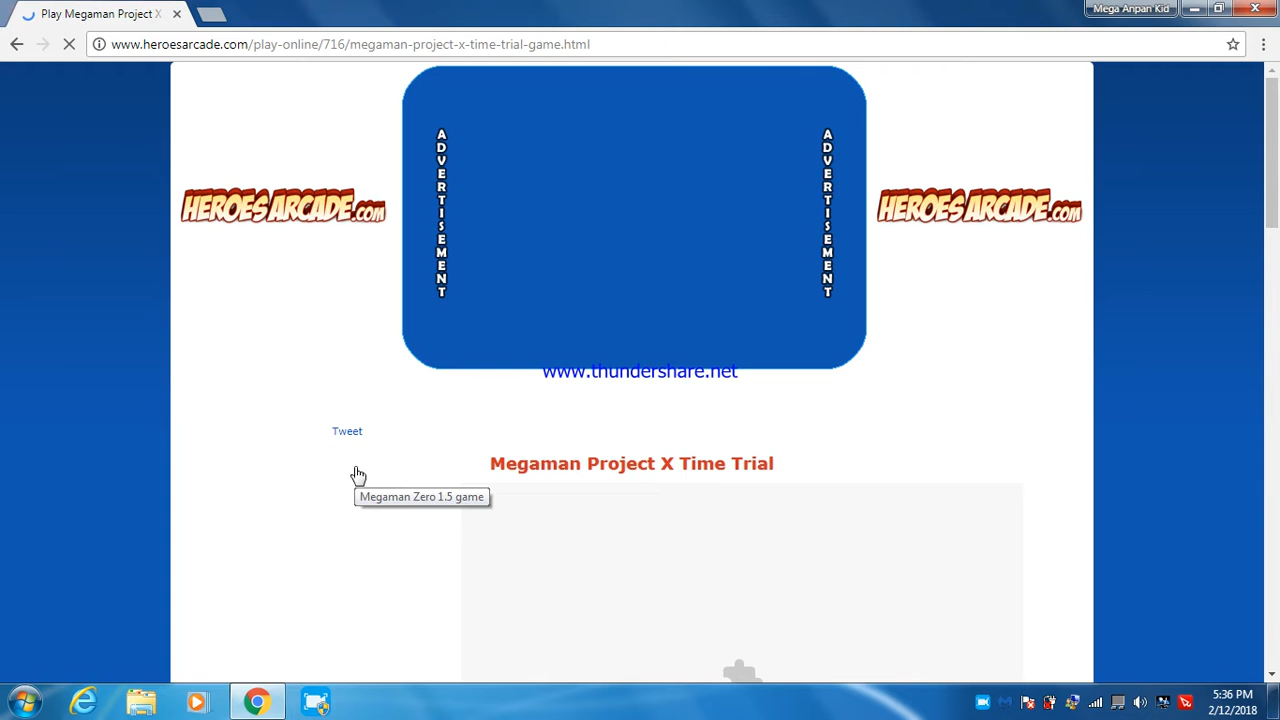 Play Megaman Project X
Mega Anpan Kid
www.heroesarcade.com/play-online/716/megaman-project-x-time-trial-game.html
ADVERTISEMENT
ADVERTISEMENT
HEROESARCADE.com
HEROESARCADE.com
www.thundershare.net
Tweet
Megaman Project X Time Trial
Megaman Zero 1.5 game
5:36 PM
2/12/2018